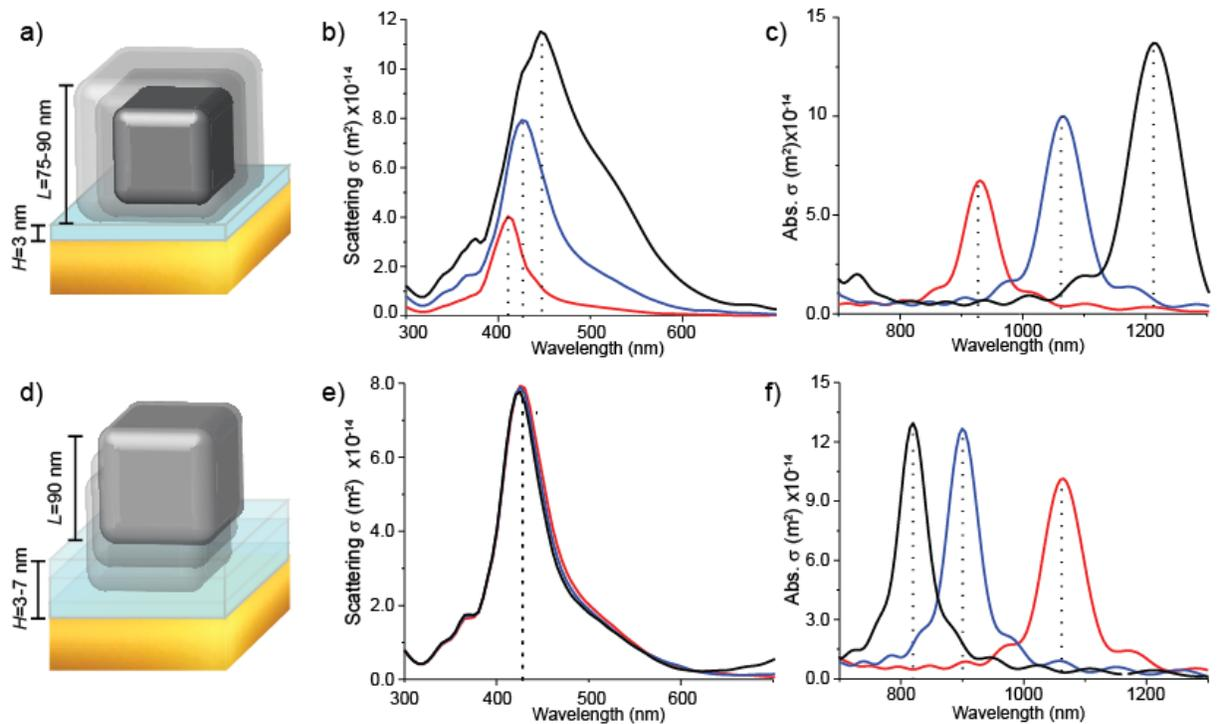 a)
L=75-90 nm
H=3 nm
b)
Scattering σ (m²) x10⁻¹⁴
12
10
8.0
6.0
4.0
12.0
0.0
300
400
500
600
Wavelength (nm)
c)
Abs. σ (m²)x10⁻¹⁴
15
10
5.0
0.0
800
1000
1200
Wavelength (nm)
d)
L=90 nm
H=3-7 nm
e)
Scattering σ (m²) x10⁻¹⁴
8.0
6.0
4.0
2.0
0.0
300
400
500
600
Wavelength (nm)
f)
Abs. σ (m²) x10⁻¹⁴
15
12
9.0
6.0
3.0
0.0
800
1000
1200
Wavelength (nm)